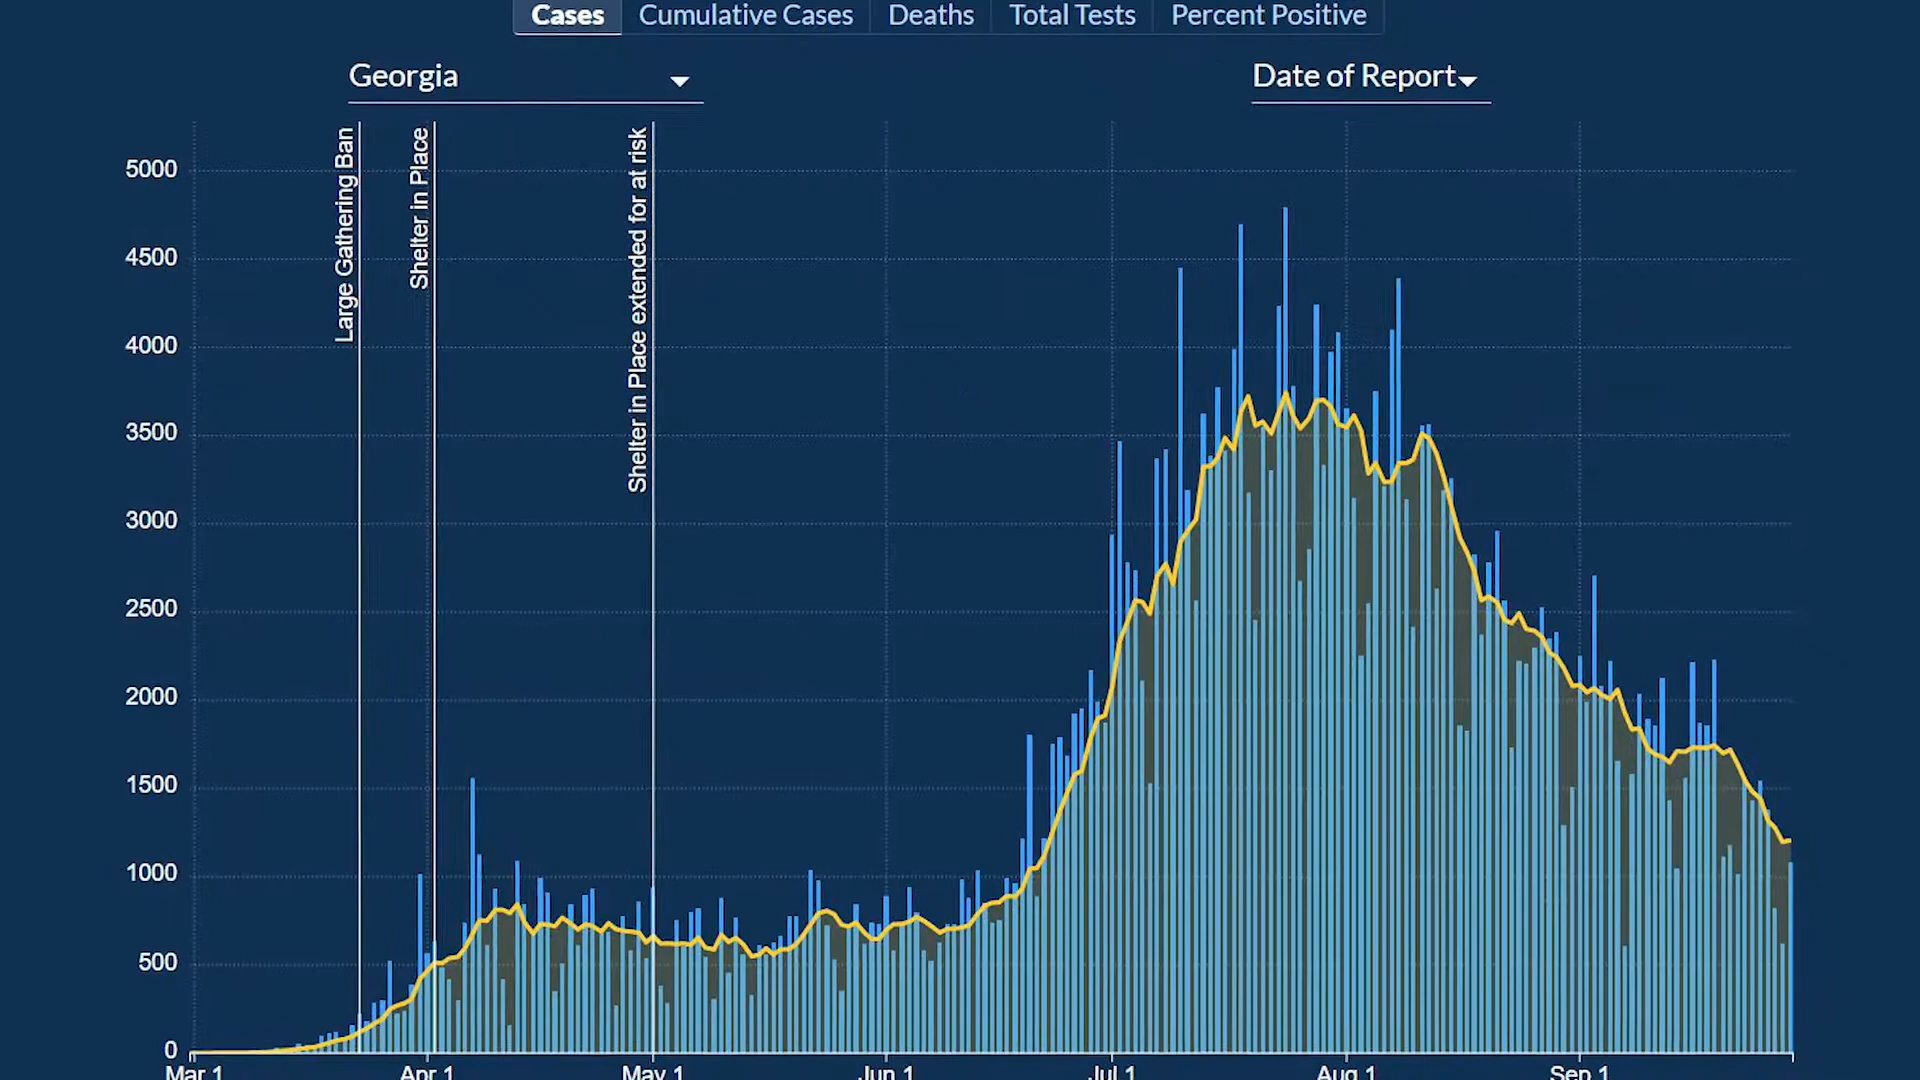 Cases Cumulative Cases Deaths Total Tests Percent Positive
Georgia Date of Report
Large Gathering Ban
Shelter in Place
Shelter in Place extended for at risk
5000
4500
4000
3500
3000
2500
2000
1500
1000
500
0
Mar 1 Apr 1 May 1 Jun 1 Jul 1 Aug 1 Sep 1